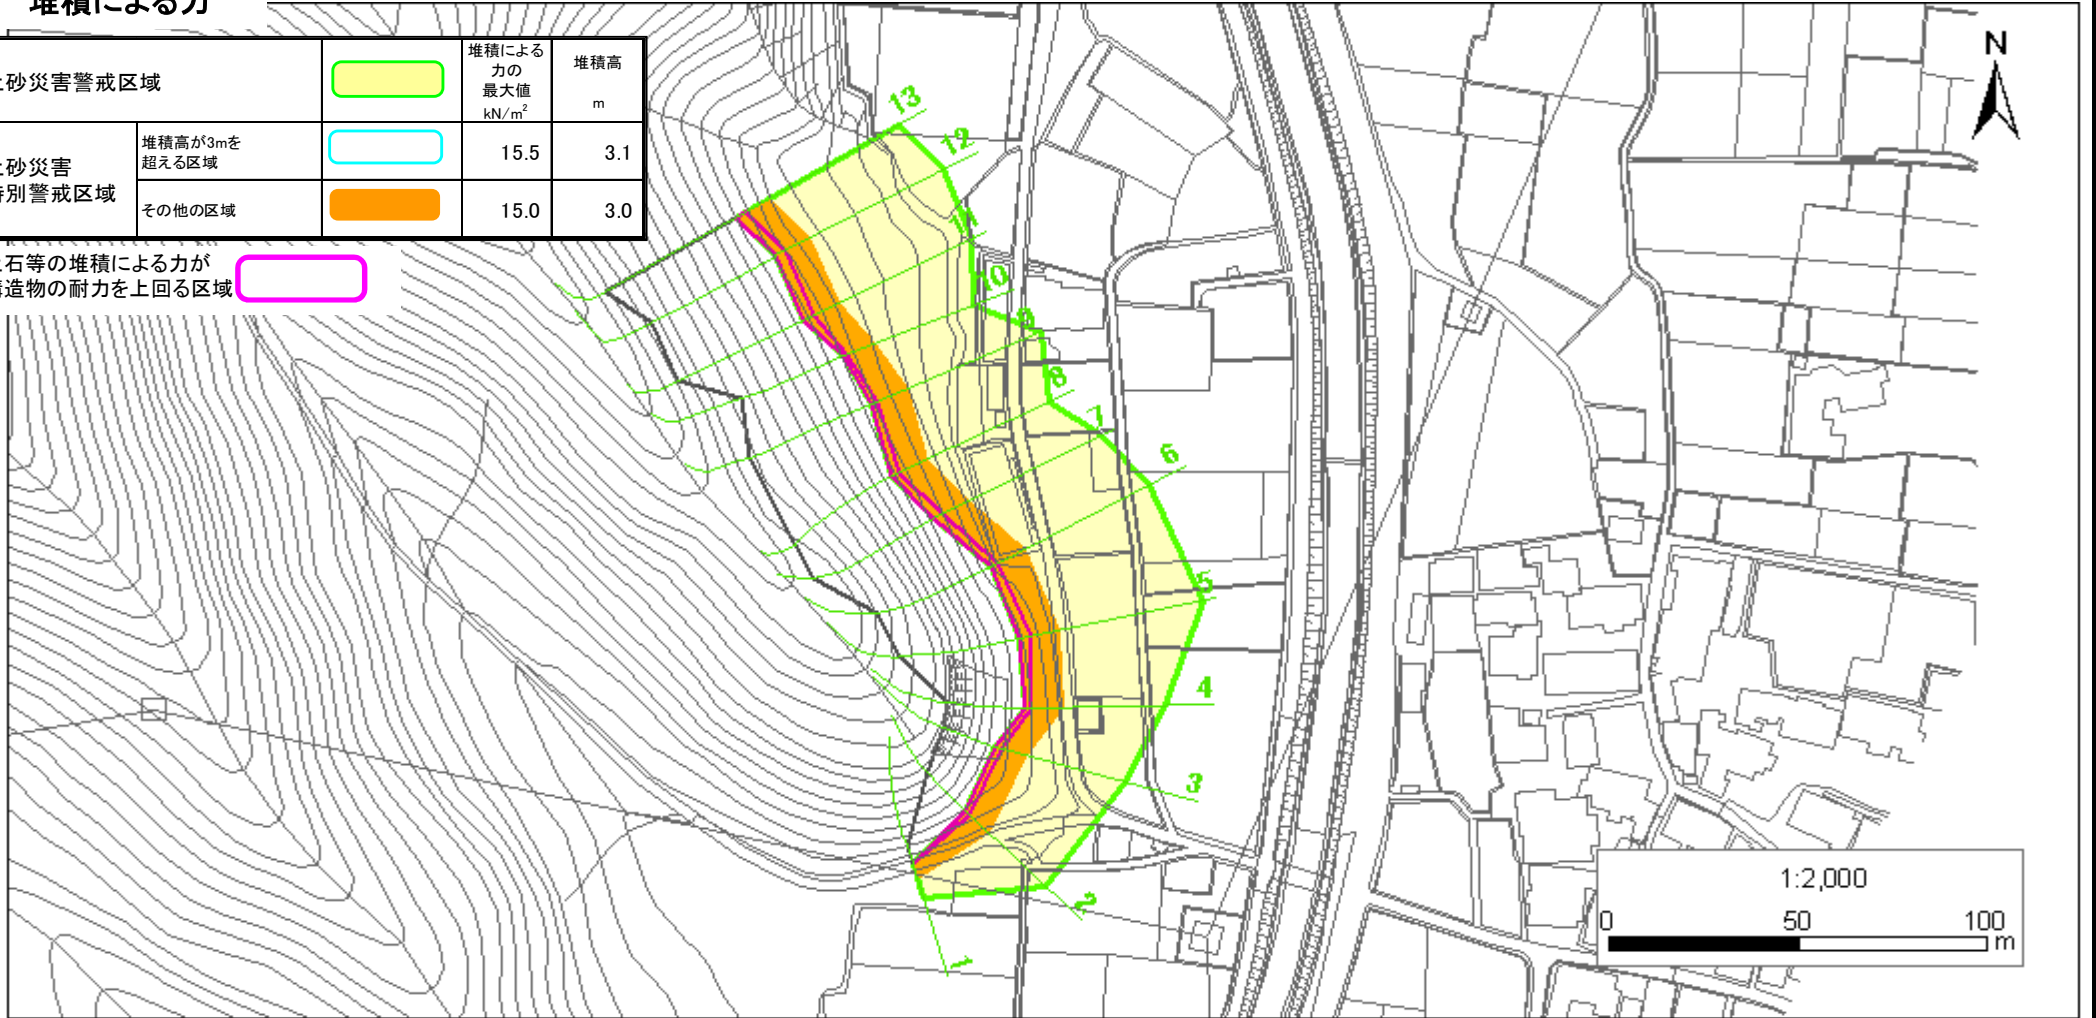 堆積による力
堆積による
力の
最大値
kN/m²
堆積高
m
砂災害警戒区域
砂災害
別警戒区域
堆積高が3mを
超える区域
15.5
3.1
その他の区域
15.0
3.0
石等の堆積による力が
造物の耐力を上回る区域
N
13
12
11
10
9
8
7
6
5
4
3
2
1
1:2,000
0 50 100
m